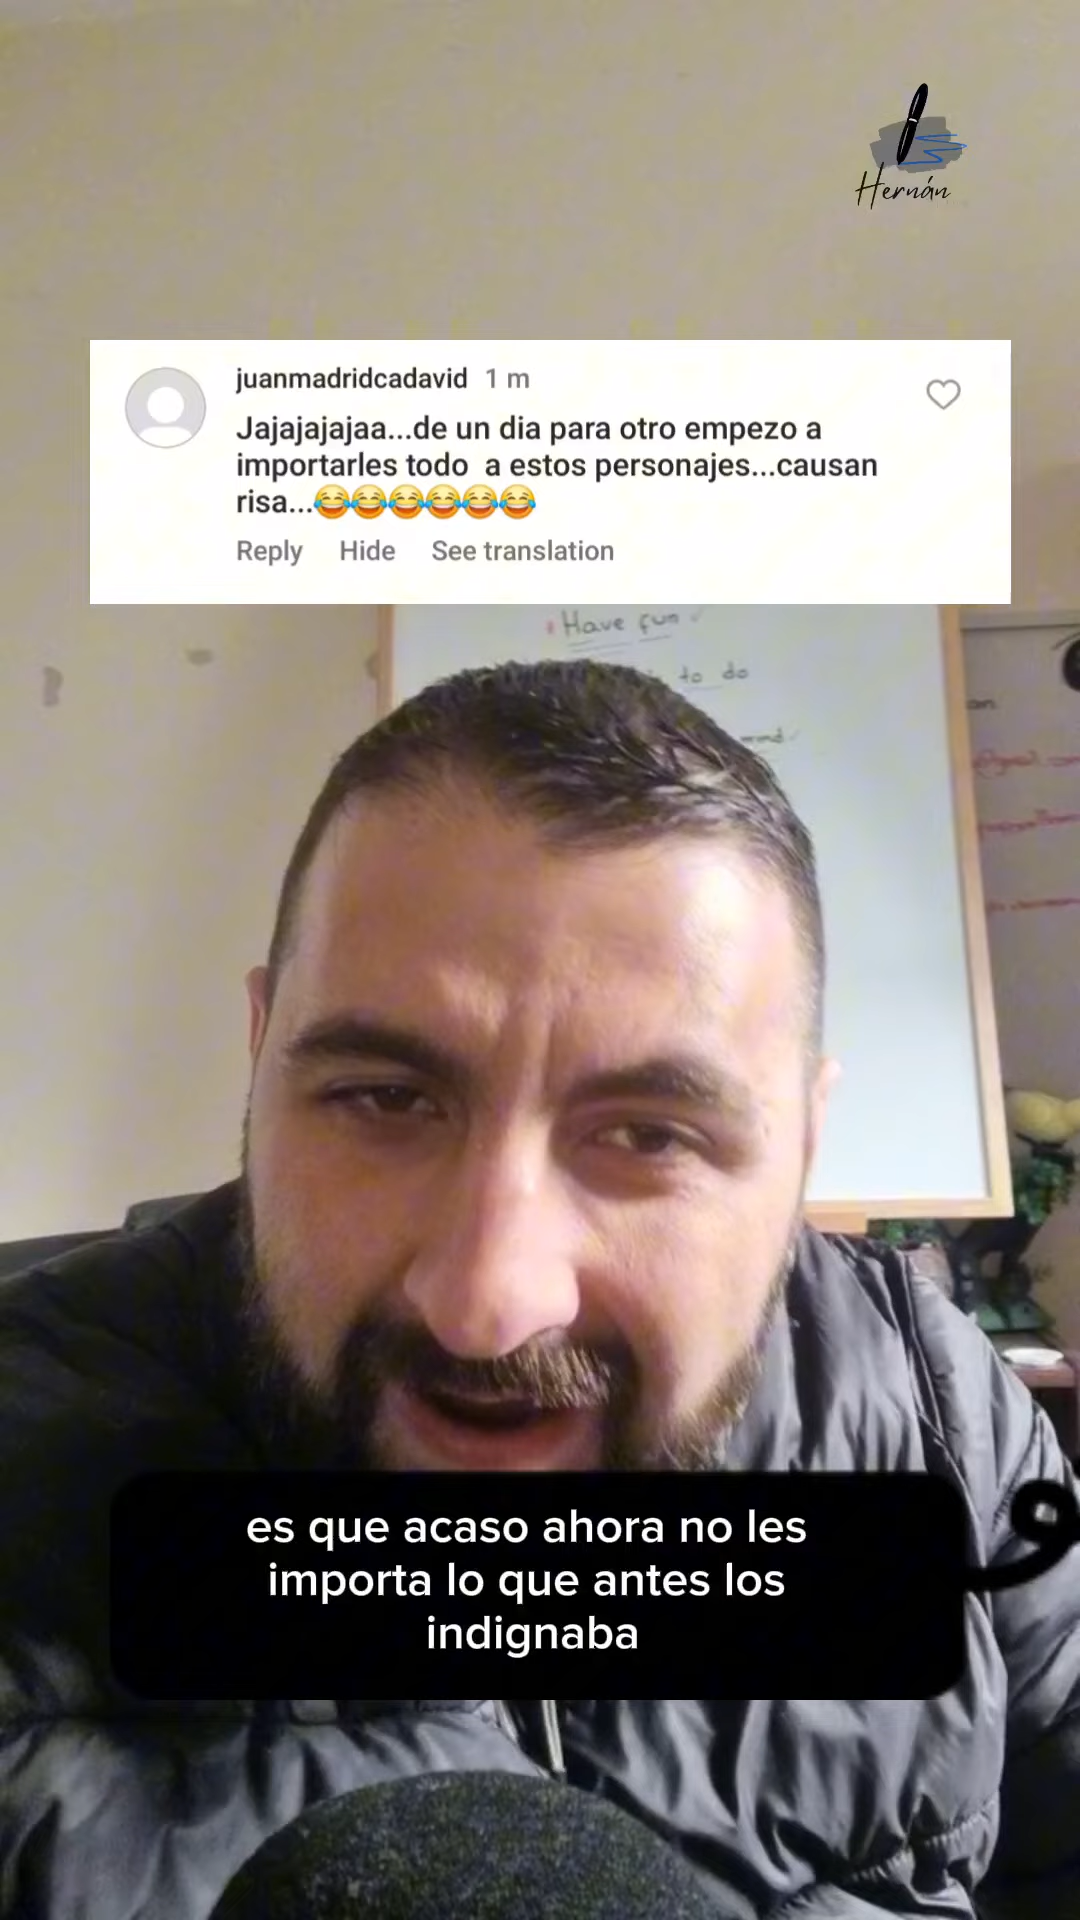 Hernán
juanmadridcadavid 1 m
Jajajajajaa...de un dia para otro empezo a
importarles todo  a estos personajes...causan
risa...😂😂😂😂😂😂
Reply Hide See translation
Have fun
to do
es que acaso ahora no les
importa lo que antes los
indignaba